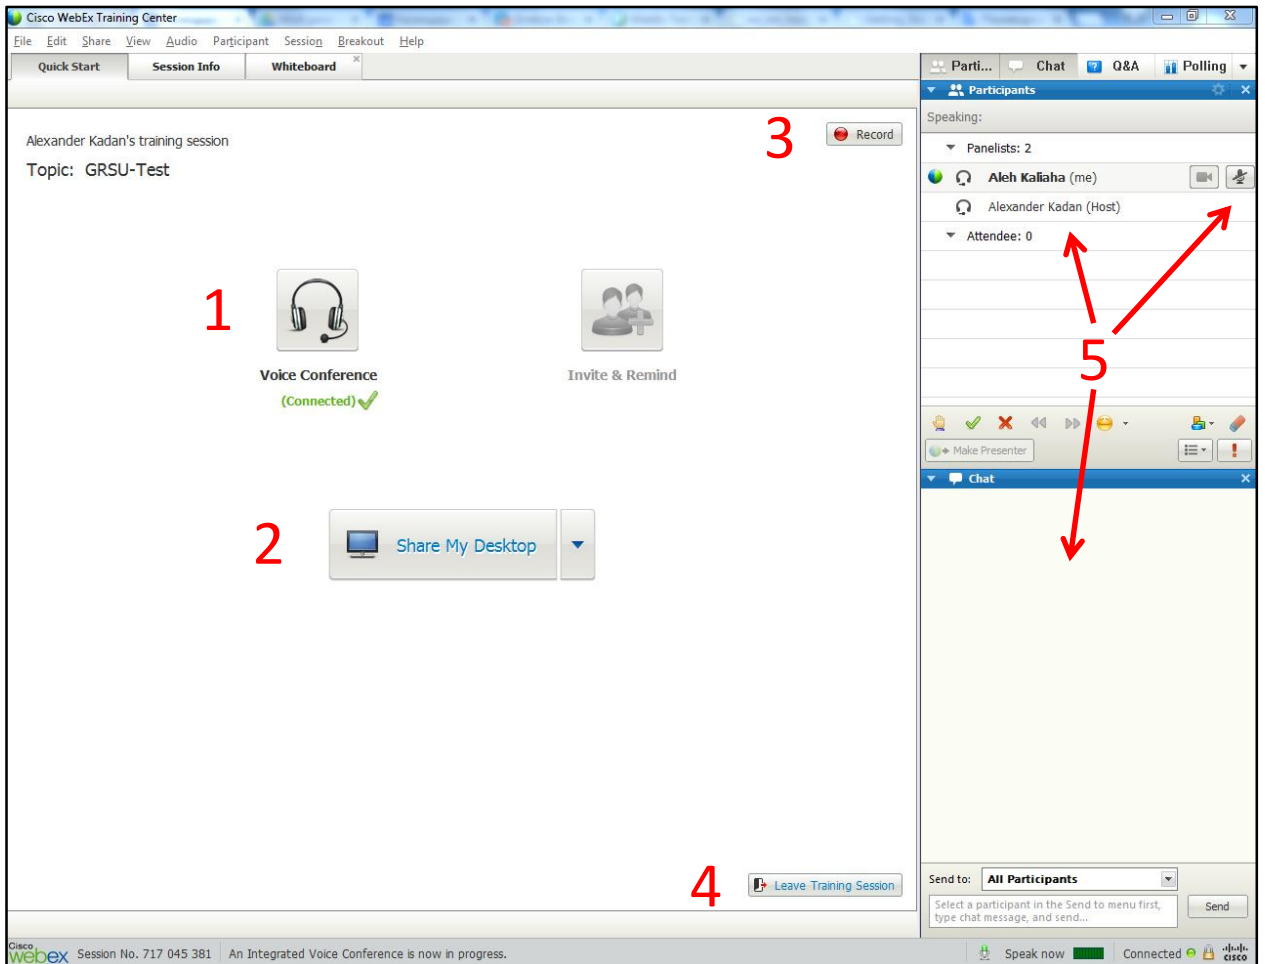 Cisco WebEx Training Center
File Edit Share View Audio Participant Session Breakout Help
Quick Start Session Info Whiteboard
Parti... Chat Q&A Polling
Participants
Speaking:
Alexander Kadan's training session
3
Record
Topic: GRSU-Test
Panelists: 2
Aleh Kaliaha (me)
Alexander Kadan (Host)
Attendee: 0
1
Voice Conference
(Connected)
Invite & Remind
5
Make Presenter
Chat
2
Share My Desktop
4
Leave Training Session
Send to: All Participants
Select a participant in the Send to menu first,
type chat message, and send...
Send
Cisco webex Session No. 717 045 381 An Integrated Voice Conference is now in progress.
Speak now Connected cisco